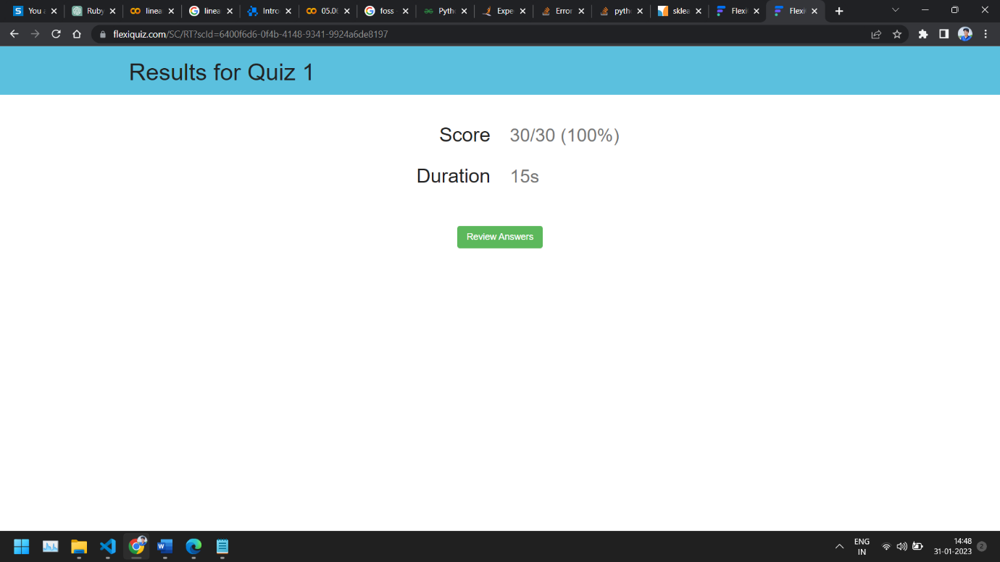 You a
Ruby
linea
linea
Intro
05.06
foss -
Pytho
Expe
Error
pytho
sklea
Flexi
Flexi
flexiquiz.com/SC/RT?scId=6400f6d6-0f4b-4148-9341-9924a6de8197
Results for Quiz 1
Score 30/30 (100%)
Duration 15s
Review Answers
ENG
IN
14:48
31-01-2023
2